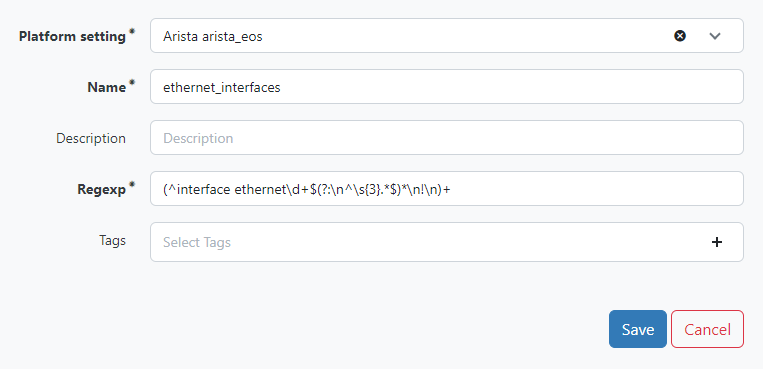 Platform setting* Arista arista_eos
Name* ethernet_interfaces
Description Description
Regexp* (^interface ethernet\d+$(?:\n^\s{3}.*$)*\n!\n)+
Tags Select Tags
Save Cancel